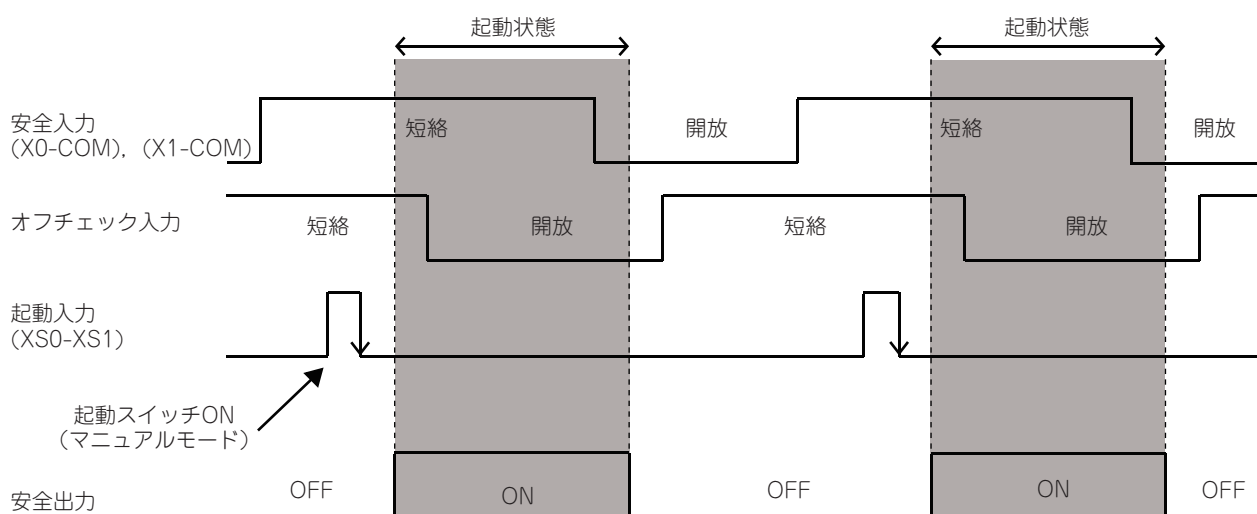 起動状態 起動状態
安全入力
(X0-COM)，(X1-COM)
短絡 開放 短絡 開放
オフチェック入力
短絡 開放 短絡 開放
起動入力
(XS0-XS1)
起動スイッチON
（マニュアルモード）
安全出力
OFF ON OFF ON OFF